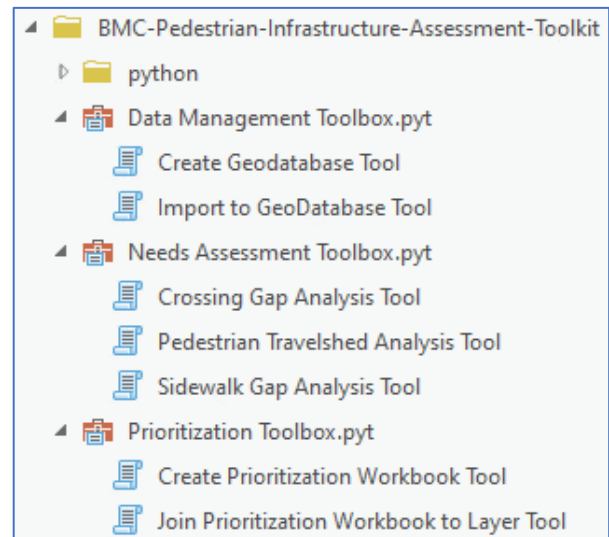 BMC-Pedestrian-Infrastructure-Assessment-Toolkit
python
Data Management Toolbox.pyt
Create Geodatabase Tool
Import to GeoDatabase Tool
Needs Assessment Toolbox.pyt
Crossing Gap Analysis Tool
Pedestrian Travelshed Analysis Tool
Sidewalk Gap Analysis Tool
Prioritization Toolbox.pyt
Create Prioritization Workbook Tool
Join Prioritization Workbook to Layer Tool